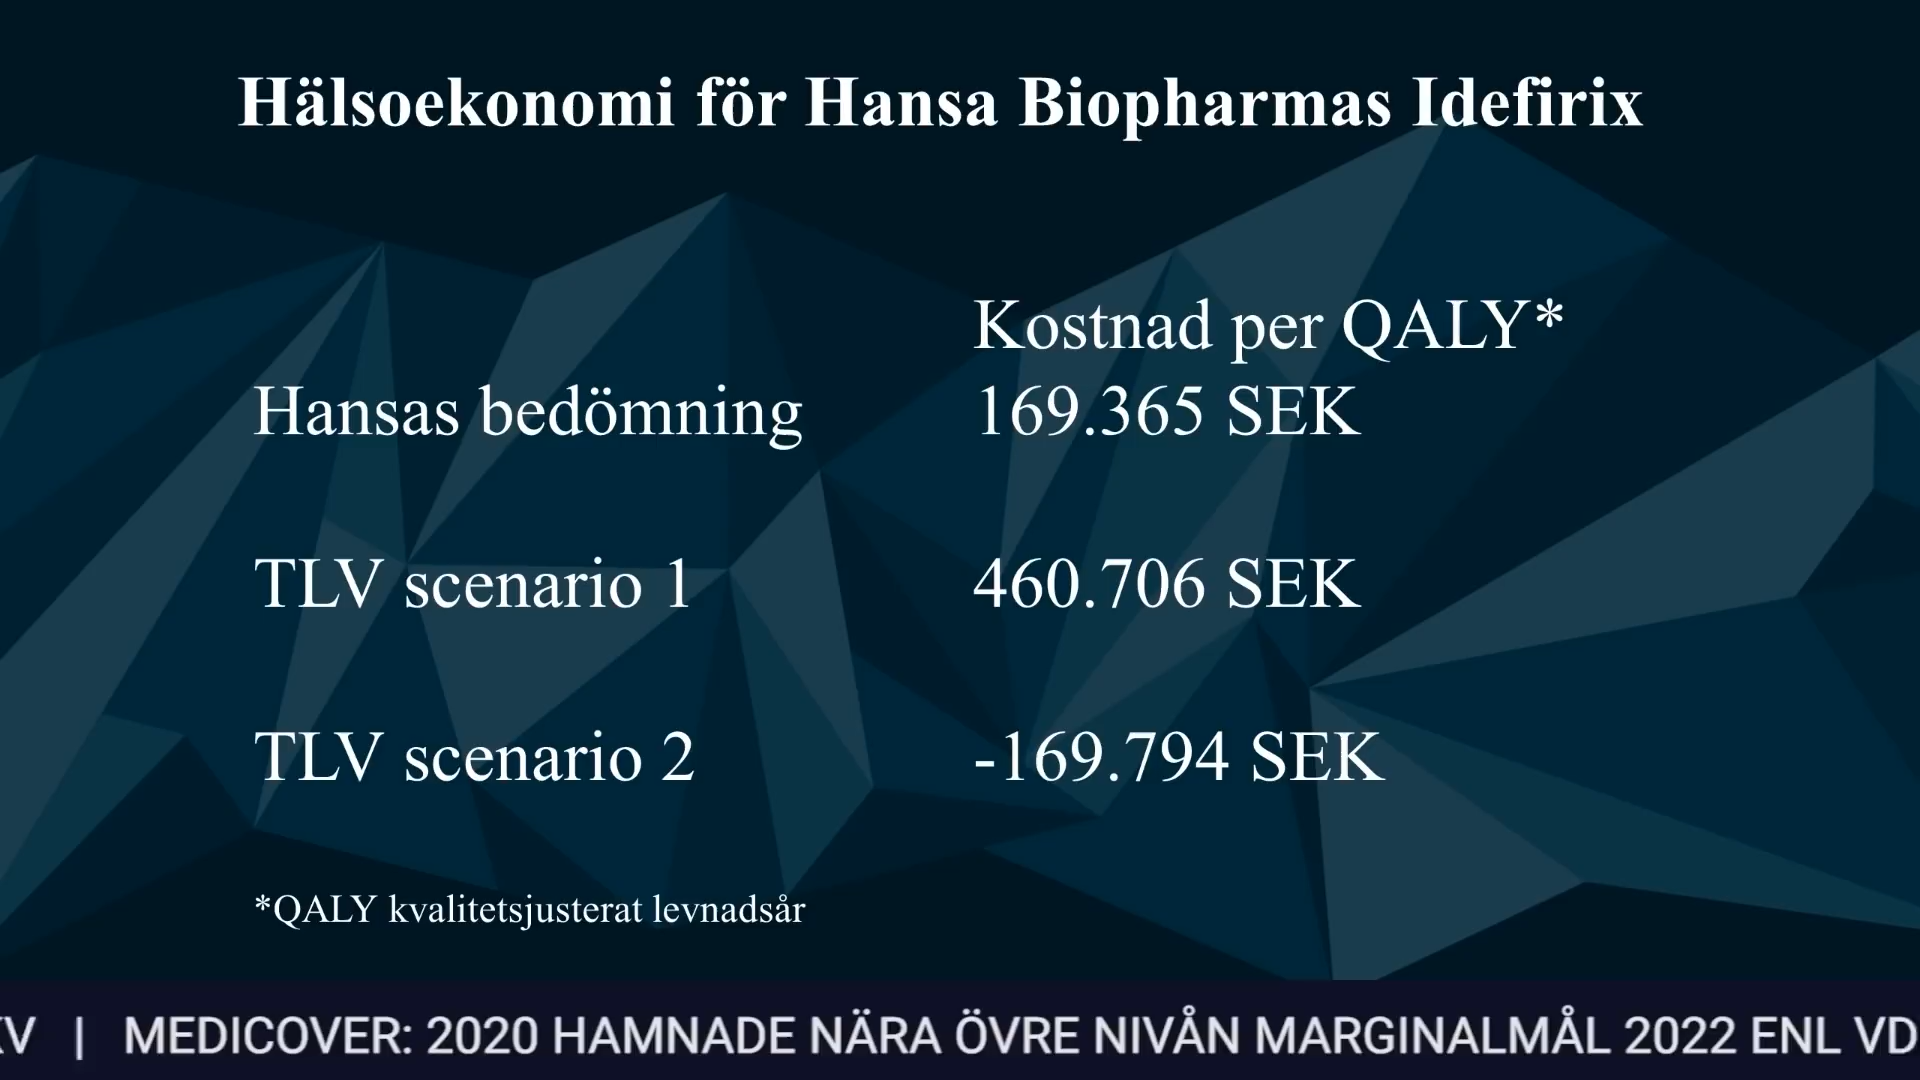 Hälsoekonomi för Hansa Biopharmas Idefirix
Kostnad per QALY*
Hansas bedömning 169.365 SEK
TLV scenario 1 460.706 SEK
TLV scenario 2 -169.794 SEK
*QALY kvalitetsjusterat levnadsår
V | MEDICOVER: 2020 HAMNADE NÄRA ÖVRE NIVÅN MARGINALMÅL 2022 ENL VD